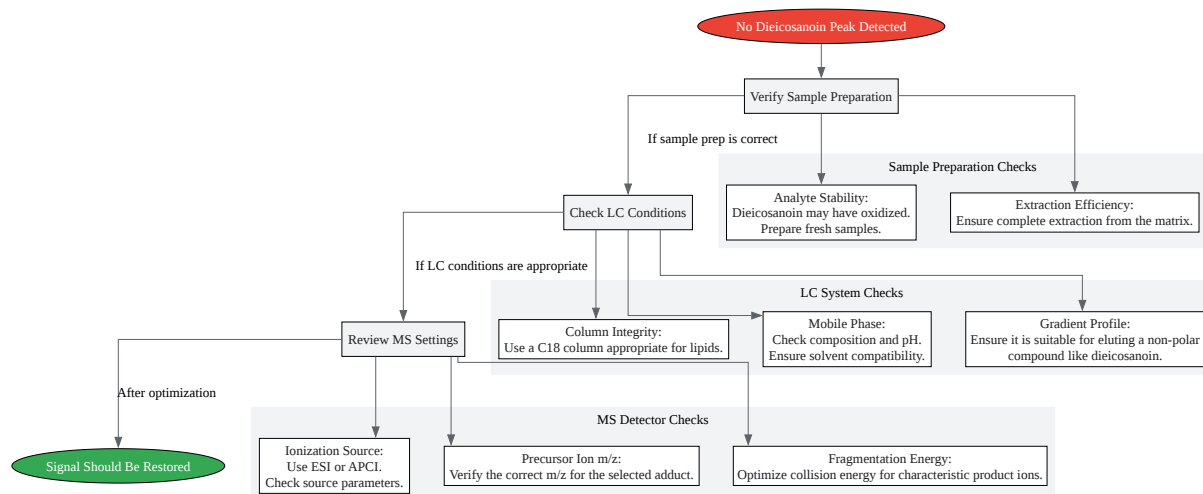 No Dieicosanoin Peak Detected
Verify Sample Preparation
If sample prep is correct
Sample Preparation Checks
Analyte Stability:
Dieicosanoin may have oxidized.
Prepare fresh samples.
Extraction Efficiency:
Ensure complete extraction from the matrix.
Check LC Conditions
If LC conditions are appropriate
LC System Checks
Column Integrity:
Use a C18 column appropriate for lipids.
Mobile Phase:
Check composition and pH.
Ensure solvent compatibility.
Gradient Profile:
Ensure it is suitable for eluting a non-polar
compound like dieicosanoin.
Review MS Settings
After optimization
MS Detector Checks
Ionization Source:
Use ESI or APCI.
Check source parameters.
Precursor Ion m/z:
Verify the correct m/z for the selected adduct.
Fragmentation Energy:
Optimize collision energy for characteristic product ions.
Signal Should Be Restored